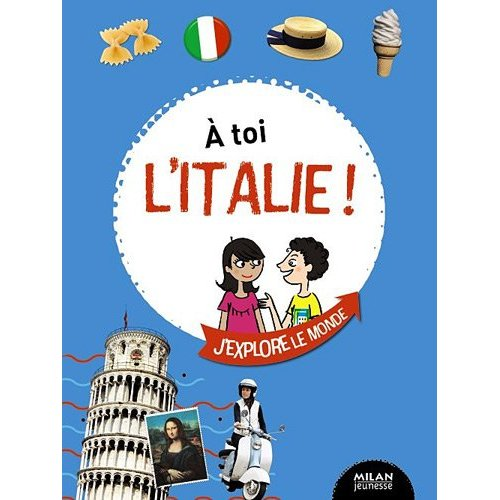 À toi
L'ITALIE !
J'EXPLORE LE MONDE
MILAN
jeunesse